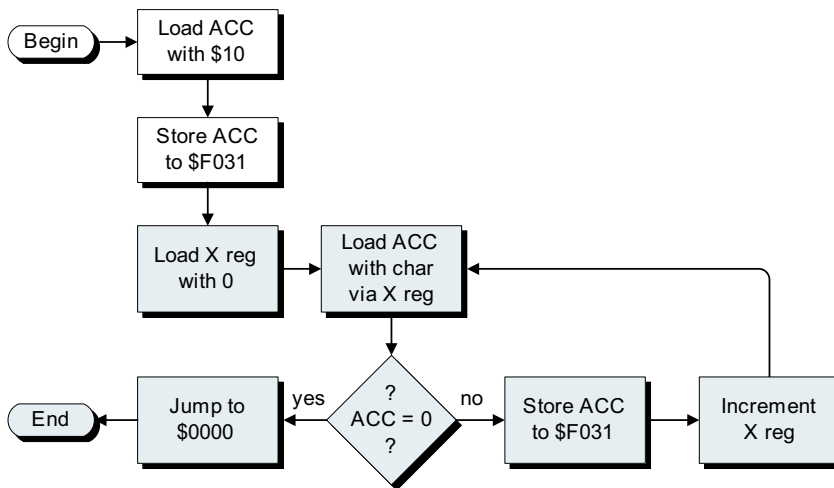 Begin
Load ACC
with $10
Store ACC
to $F031
Load X reg
with 0
Load ACC
with char
via X reg
?
ACC = 0
?
yes
Jump to
$0000
End
no
Store ACC
to $F031
Increment
X reg